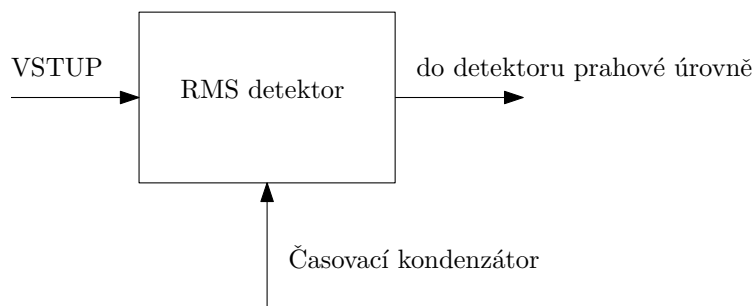 VSTUP
RMS detektor
do detektoru prahové úrovně
Časovací kondenzátor